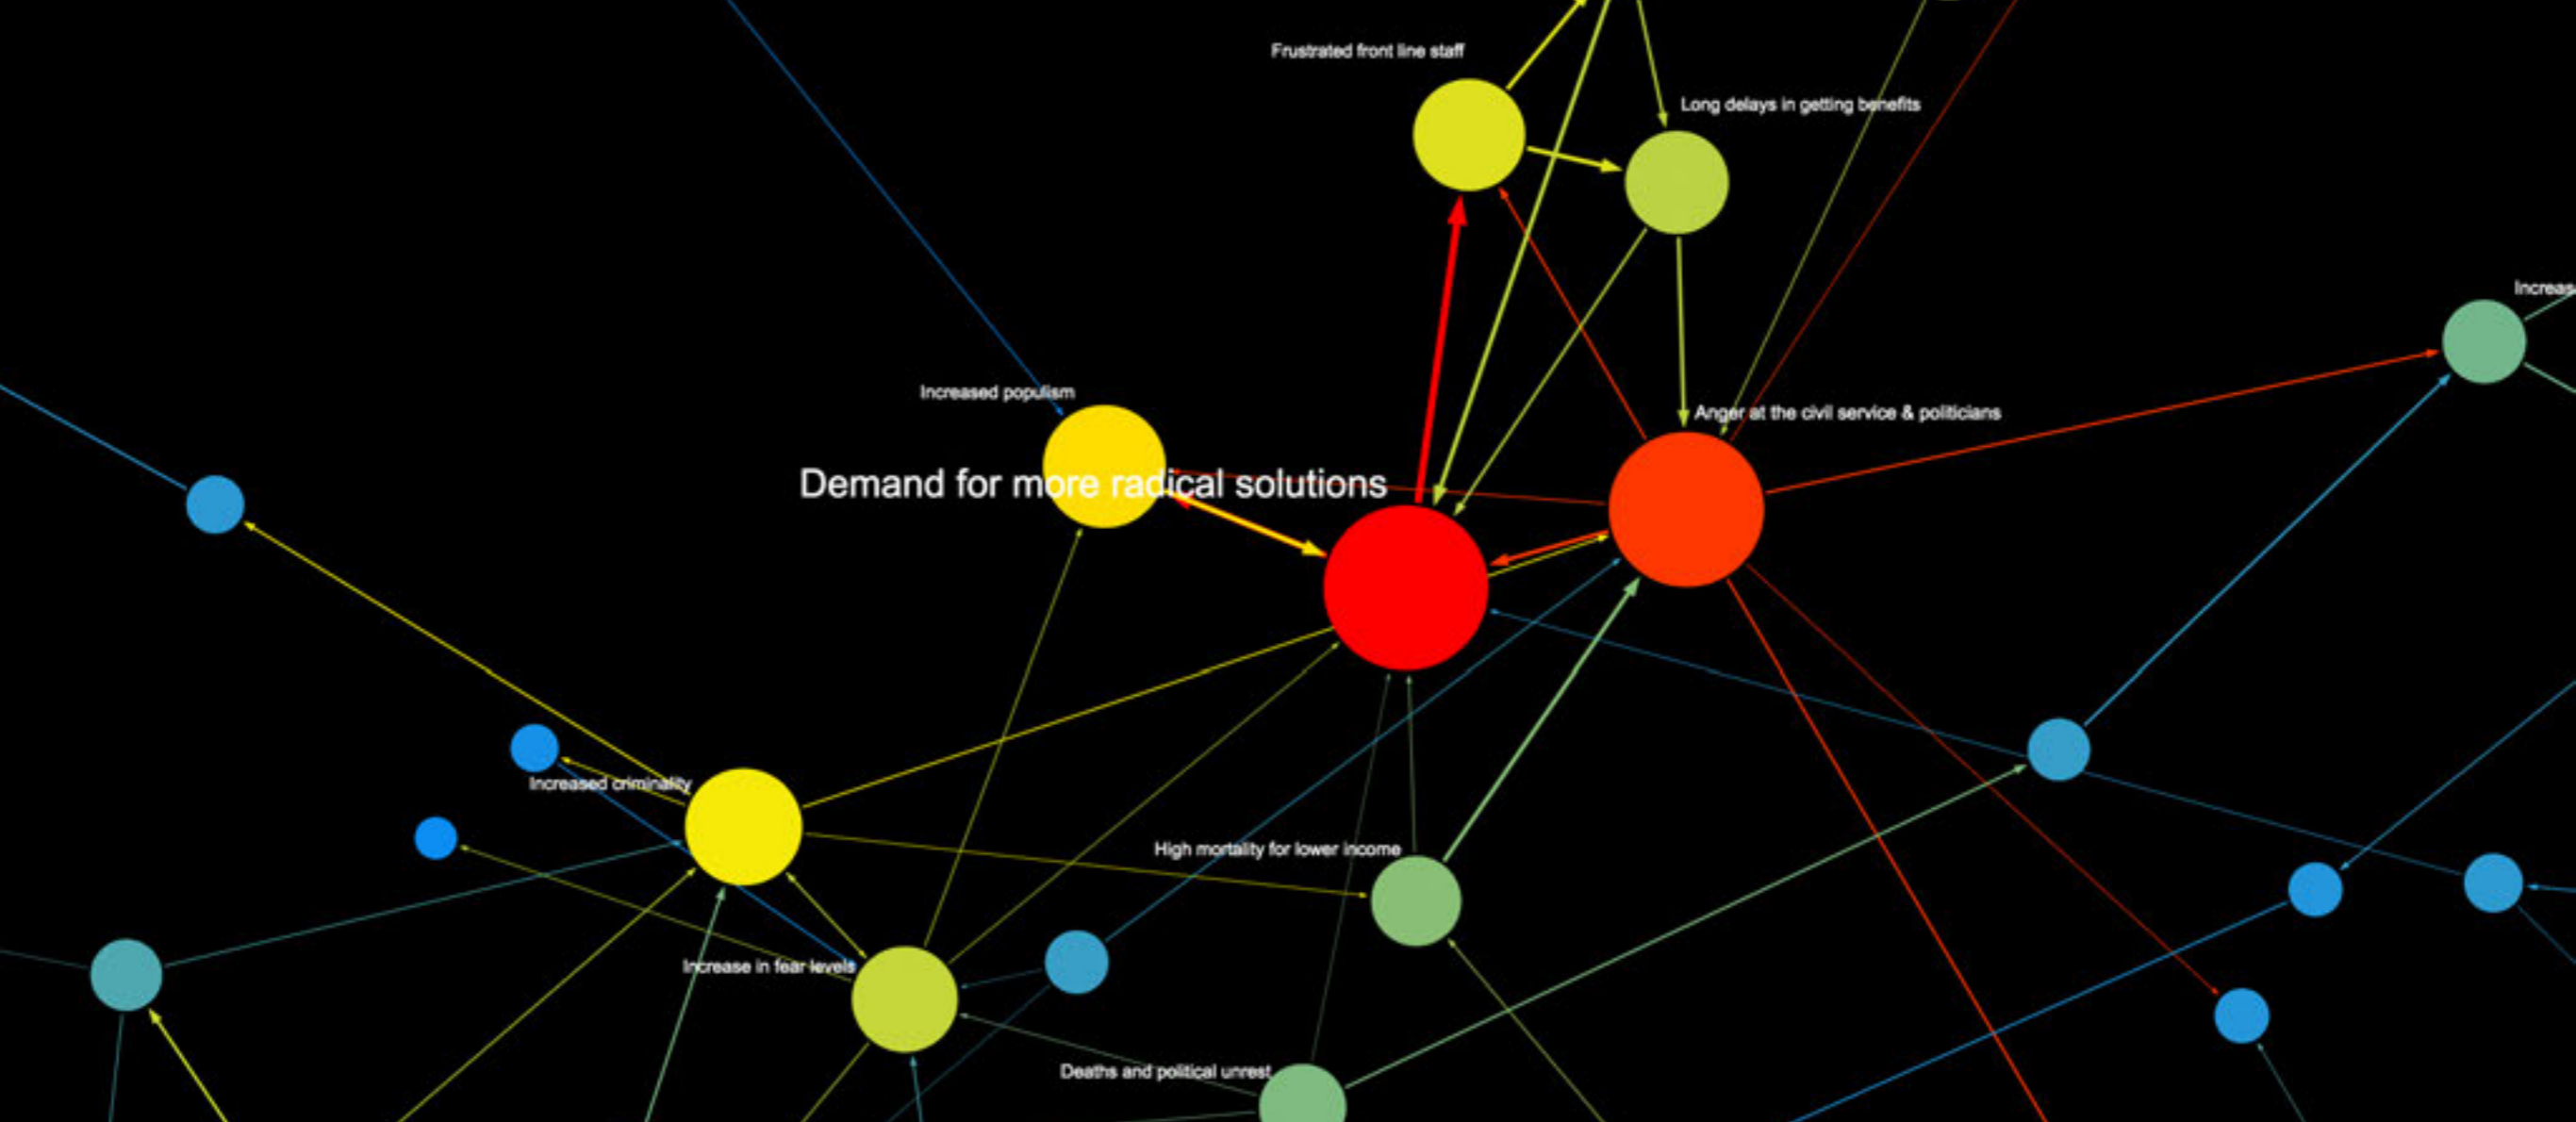 Frustrated front line staff
Long delays in getting benefits
Increas
Increased populism
Anger at the civil service & politicians
Demand for more radical solutions
Increased criminality
High mortality for lower income
Increase in fear levels
Deaths and political unrest